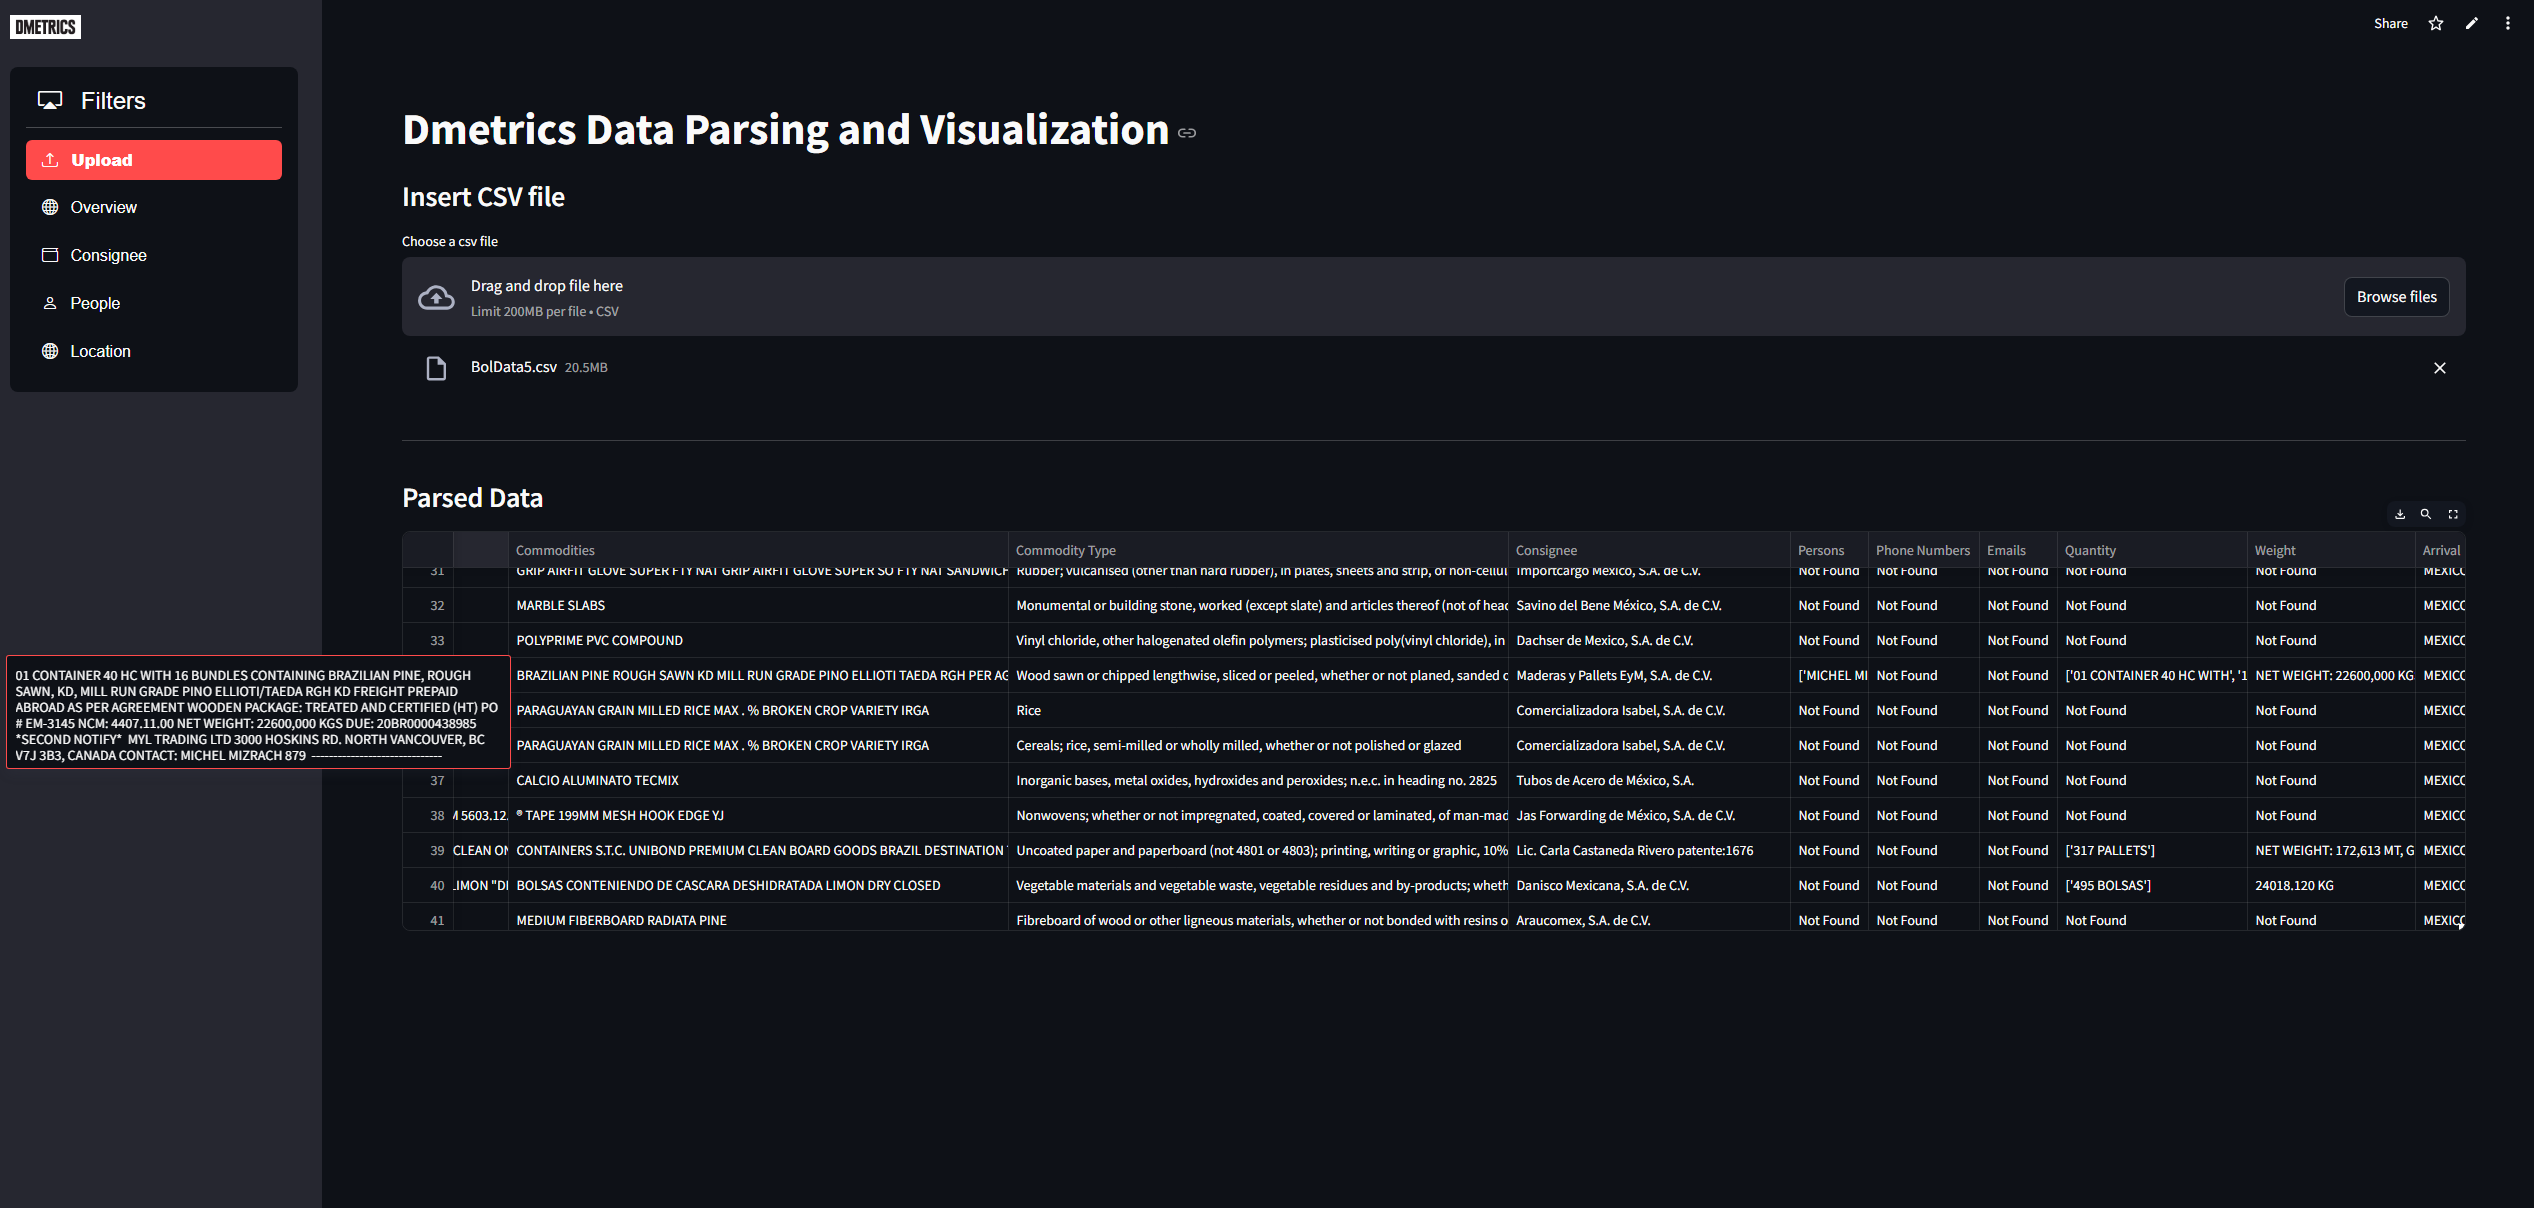 DMETRICS
Share
Filters
Upload
Overview
Consignee
People
Location
Dmetrics Data Parsing and Visualization
Insert CSV file
Choose a csv file
Drag and drop file here
Limit 200MB per file • CSV
Browse files
BolData5.csv 20.5MB
Parsed Data
Commodities Commodity Type Consignee Persons Phone Numbers Emails Quantity Weight Arrival
31 GRIP AIRFIT GLOVE SUPER FTY NAT GRIP AIRFIT GLOVE SUPER SO FTY NAT SANDWICH Rubber; vulcanised (other than hard rubber), in plates, sheets and strip, of non-cellul Importcargo Mexico, S.A. de C.V. Not Found Not Found Not Found Not Found Not Found MEXICO
32 MARBLE SLABS Monumental or building stone, worked (except slate) and articles thereof (not of head Savino del Bene México, S.A. de C.V. Not Found Not Found Not Found Not Found Not Found MEXICO
33 POLYPRIME PVC COMPOUND Vinyl chloride, other halogenated olefin polymers; plasticised poly(vinyl chloride), in Dachser de Mexico, S.A. de C.V. Not Found Not Found Not Found Not Found Not Found MEXICO
BRAZILIAN PINE ROUGH SAWN KD MILL RUN GRADE PINO ELLIOTI TAEDA RGH PER AG Wood sawn or chipped lengthwise, sliced or peeled, whether or not planed, sanded o Maderas y Pallets EyM, S.A. de C.V. ['MICHEL MI Not Found Not Found ['01 CONTAINER 40 HC WITH', '1 NET WEIGHT: 22600,000 KG MEXICO
PARAGUAYAN GRAIN MILLED RICE MAX . % BROKEN CROP VARIETY IRGA Rice Comercializadora Isabel, S.A. de C.V. Not Found Not Found Not Found Not Found Not Found MEXICO
PARAGUAYAN GRAIN MILLED RICE MAX . % BROKEN CROP VARIETY IRGA Cereals; rice, semi-milled or wholly milled, whether or not polished or glazed Comercializadora Isabel, S.A. de C.V. Not Found Not Found Not Found Not Found Not Found MEXICO
37 CALCIO ALUMINATO TECMIX Inorganic bases, metal oxides, hydroxides and peroxides; n.e.c. in heading no. 2825 Tubos de Acero de México, S.A. Not Found Not Found Not Found Not Found Not Found MEXICO
38 M 5603.12. ® TAPE 199MM MESH HOOK EDGE YJ Nonwovens; whether or not impregnated, coated, covered or laminated, of man-mad Jas Forwarding de México, S.A. de C.V. Not Found Not Found Not Found Not Found Not Found MEXICO
39 CLEAN ON CONTAINERS S.T.C. UNIBOND PREMIUM CLEAN BOARD GOODS BRAZIL DESTINATION Uncoated paper and paperboard (not 4801 or 4803); printing, writing or graphic, 10% Lic. Carla Castaneda Rivero patente:1676 Not Found Not Found Not Found ['317 PALLETS'] NET WEIGHT: 172,613 MT, G MEXICO
40 LIMON "DI BOLSAS CONTENIENDO DE CASCARA DESHIDRATADA LIMON DRY CLOSED Vegetable materials and vegetable waste, vegetable residues and by-products; wheth Danisco Mexicana, S.A. de C.V. Not Found Not Found Not Found ['495 BOLSAS'] 24018.120 KG MEXICO
41 MEDIUM FIBERBOARD RADIATA PINE Fibreboard of wood or other ligneous materials, whether or not bonded with resins o Araucomex, S.A. de C.V. Not Found Not Found Not Found Not Found Not Found MEXICO
01 CONTAINER 40 HC WITH 16 BUNDLES CONTAINING BRAZILIAN PINE, ROUGH
SAWN, KD, MILL RUN GRADE PINO ELLIOTI/TAEDA RGH KD FREIGHT PREPAID
ABROAD AS PER AGREEMENT WOODEN PACKAGE: TREATED AND CERTIFIED (HT) PO
# EM-3145 NCM: 4407.11.00 NET WEIGHT: 22600,000 KGS DUE: 20BR0000438985
*SECOND NOTIFY* MYL TRADING LTD 3000 HOSKINS RD. NORTH VANCOUVER, BC
V7J 3B3, CANADA CONTACT: MICHEL MIZRACH 879 ------------------------------